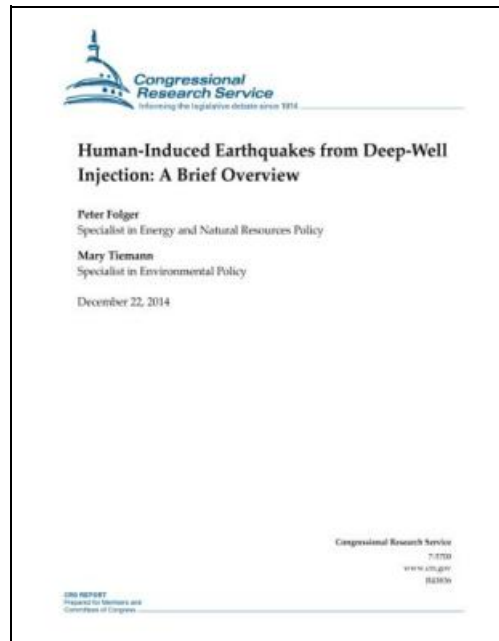 Congressional
Research Service
Informing the legislative debate since 1914
Human-Induced Earthquakes from Deep-Well
Injection: A Brief Overview
Peter Folger
Specialist in Energy and Natural Resources Policy
Mary Tiemann
Specialist in Environmental Policy
December 22, 2014
Congressional Research Service
7-5700
www.crs.gov
CRS REPORT
Prepared for Members and
Committees of Congress